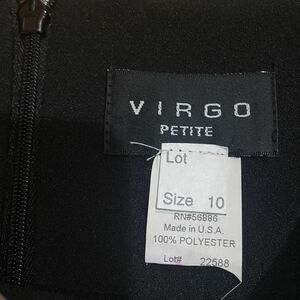 VIRGO
PETITE
Lot
Size 10
RN#56886
Made in U.S.A.
100% POLYESTER
Lot# 22588